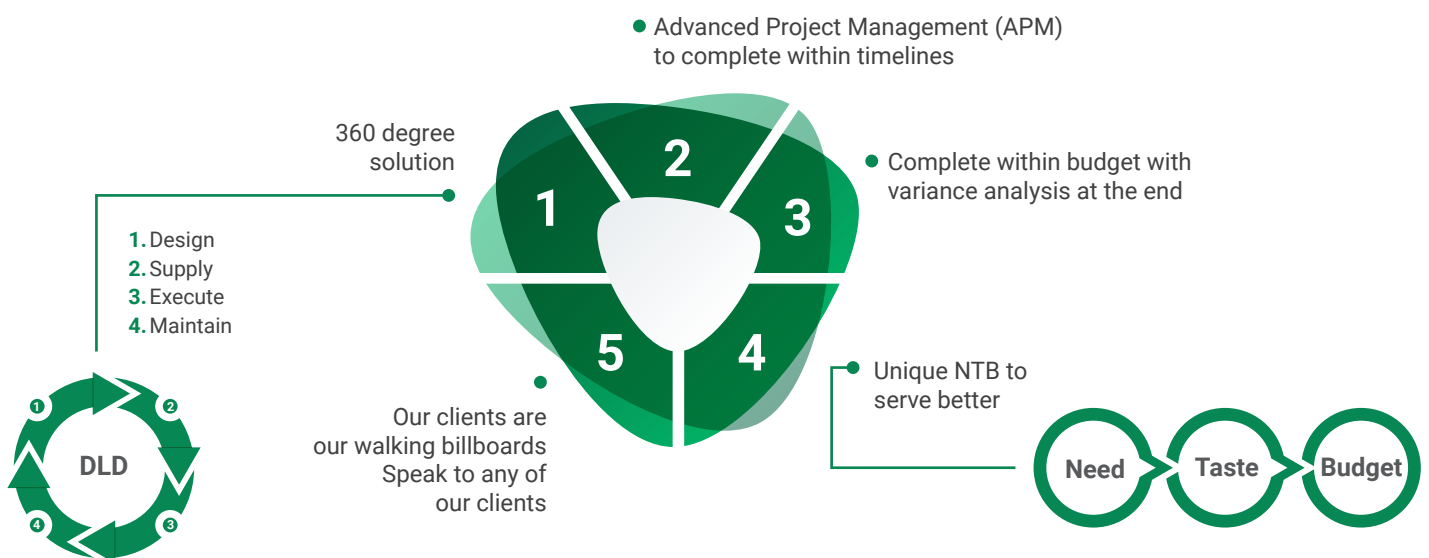 Advanced Project Management (APM)
to complete within timelines
360 degree
solution
1
2
3
4
5
Complete within budget with
variance analysis at the end
1. Design
2. Supply
3. Execute
4. Maintain
DLD
1
2
3
4
Our clients are
our walking billboards
Speak to any of
our clients
Unique NTB to
serve better
Need
Taste
Budget